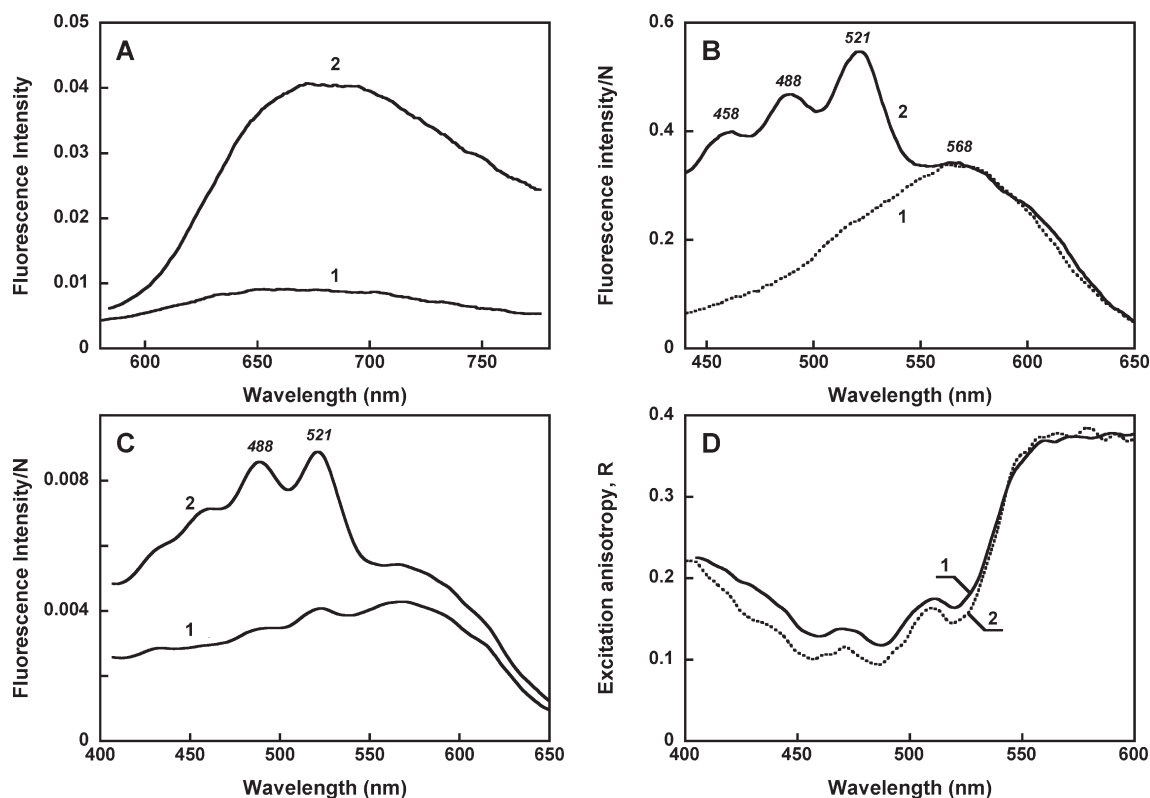 A
Fluorescence Intensity
0.05
0.04
0.03
0.02
0.01
0
2
1
600 650 700 750
Wavelength (nm)
B
Fluorescence intensity/N
0.6
0.4
0.2
0
458
488
521
568
2
1
450 500 550 600 650
Wavelength (nm)
C
Fluorescence Intensity/N
0.008
0.004
0
488
521
2
1
400 450 500 550 600 650
Wavelength (nm)
D
Excitation anisotropy, R
0.4
0.3
0.2
0.1
0
1
2
400 450 500 550 600
Wavelength (nm)